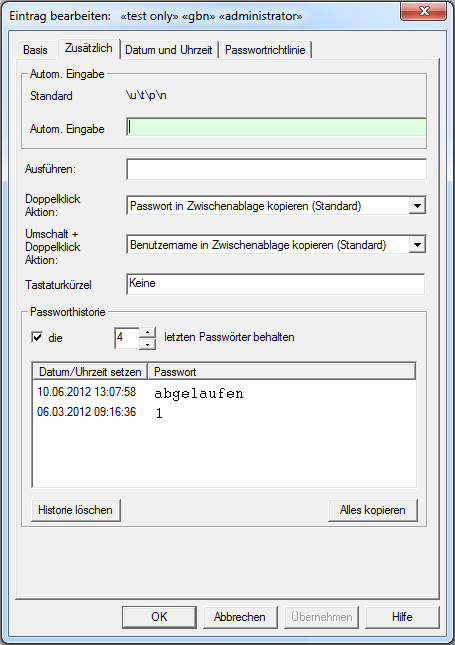 Eintrag bearbeiten: «test only» «gbn» «administrator»
Basis Zusätzlich Datum und Uhrzeit Passwortrichtlinie
Autom. Eingabe
Standard \u\t\p\n
Autom. Eingabe
Ausführen:
Doppelklick
Aktion:
Passwort in Zwischenablage kopieren (Standard)
Umschalt +
Doppelklick
Aktion:
Benutzername in Zwischenablage kopieren (Standard)
Tastaturkürzel Keine
Passworthistorie
die 4 letzten Passwörter behalten
Datum/Uhrzeit setzen Passwort
10.06.2012 13:07:58 abgelaufen
06.03.2012 09:16:36 1
Historie löschen Alles kopieren
OK Abbrechen Übernehmen Hilfe